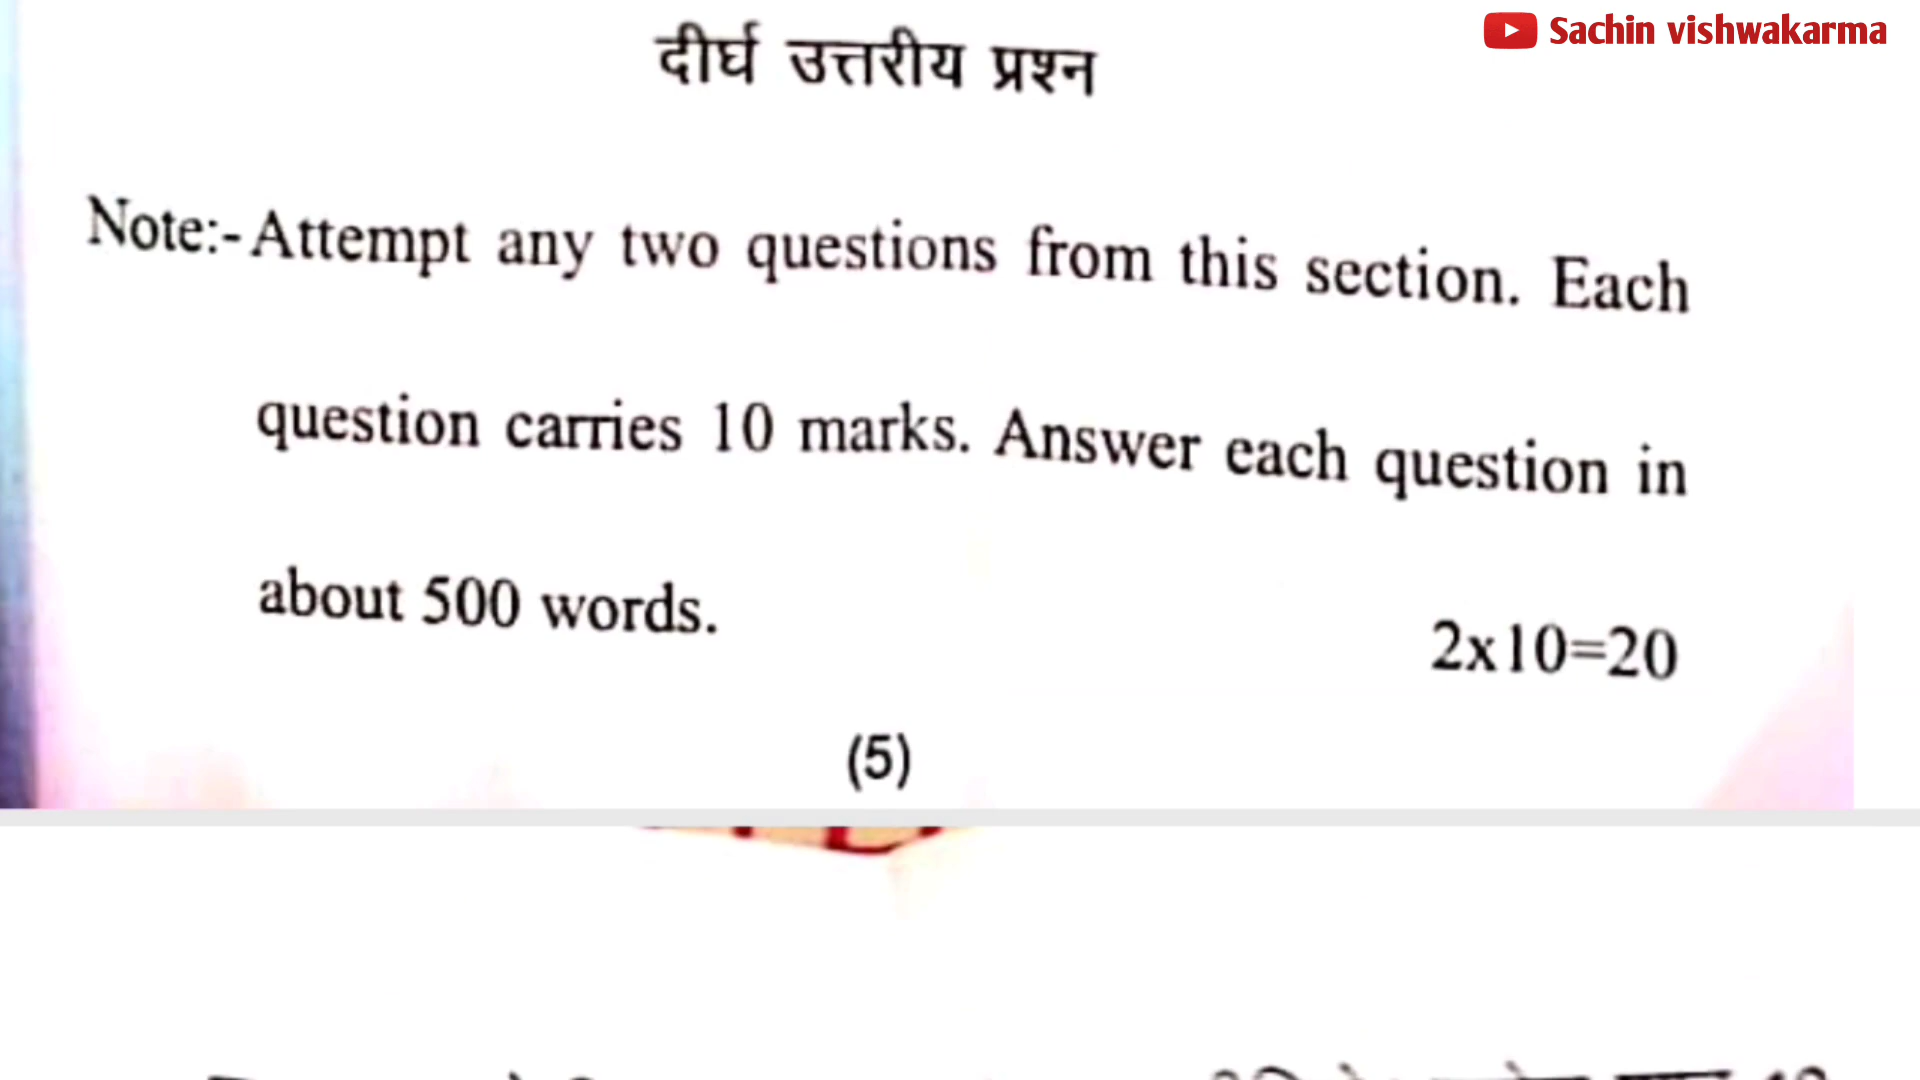 Sachin vishwakarma
दीर्घ उत्तरीय प्रश्न
Note:- Attempt any two questions from this section. Each
question carries 10 marks. Answer each question in
about 500 words.
2x10=20
(5)